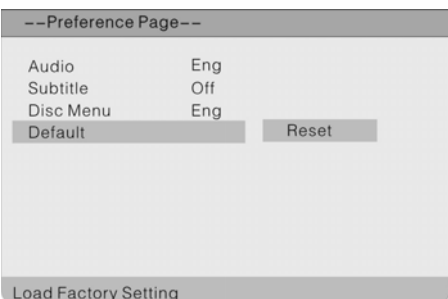 --Preference Page--
Audio Eng
Subtitle Off
Disc Menu Eng
Default Reset
Load Factory Setting